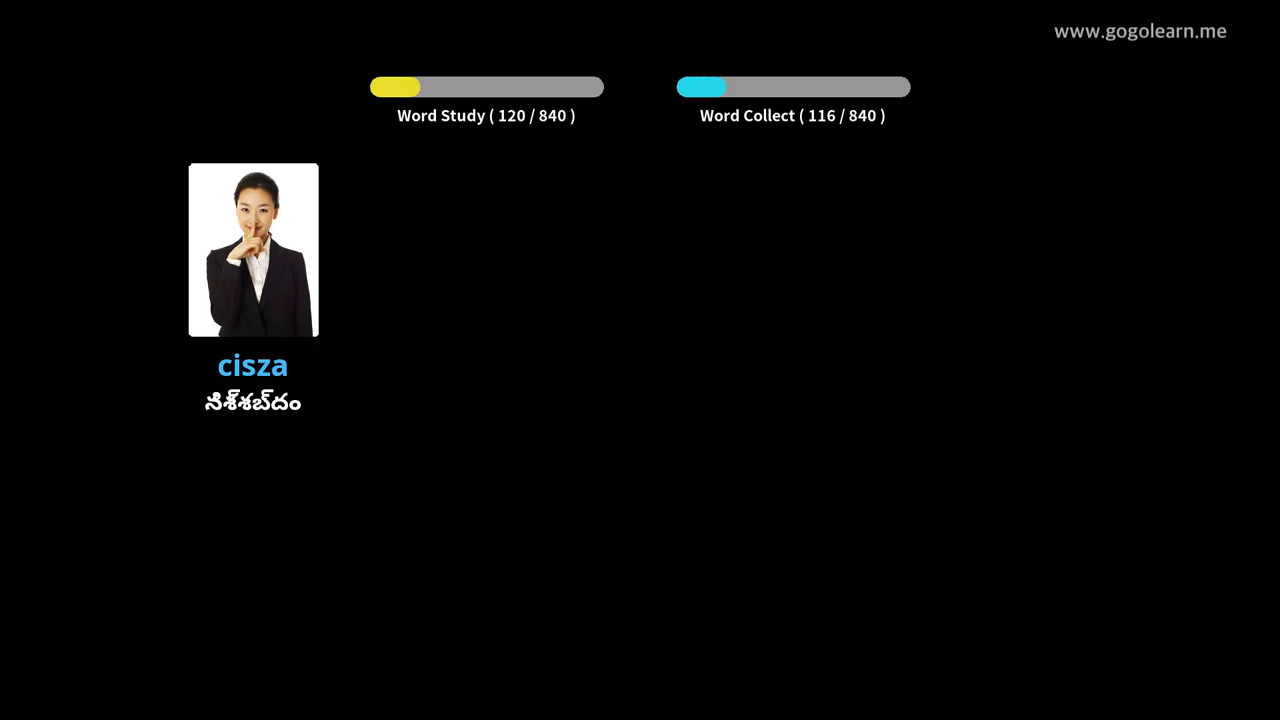 www.gogolearn.me
Word Study ( 120 / 840 )
Word Collect ( 116 / 840 )
cisza
నిశ్‌శబ్‌దం